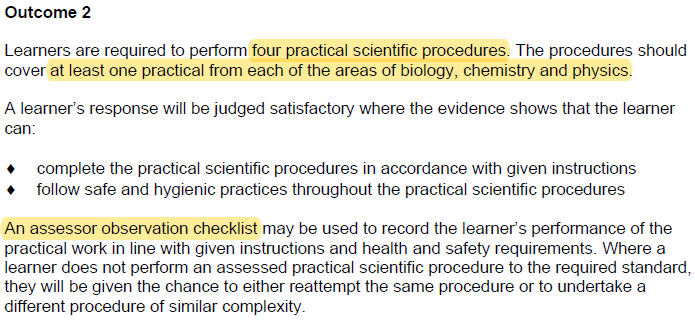 Outcome 2
Learners are required to perform four practical scientific procedures. The procedures should
cover at least one practical from each of the areas of biology, chemistry and physics.
A learner's response will be judged satisfactory where the evidence shows that the learner
can:
♦ complete the practical scientific procedures in accordance with given instructions
♦ follow safe and hygienic practices throughout the practical scientific procedures
An assessor observation checklist may be used to record the learner's performance of the
practical work in line with given instructions and health and safety requirements. Where a
learner does not perform an assessed practical scientific procedure to the required standard,
they will be given the chance to either reattempt the same procedure or to undertake a
different procedure of similar complexity.